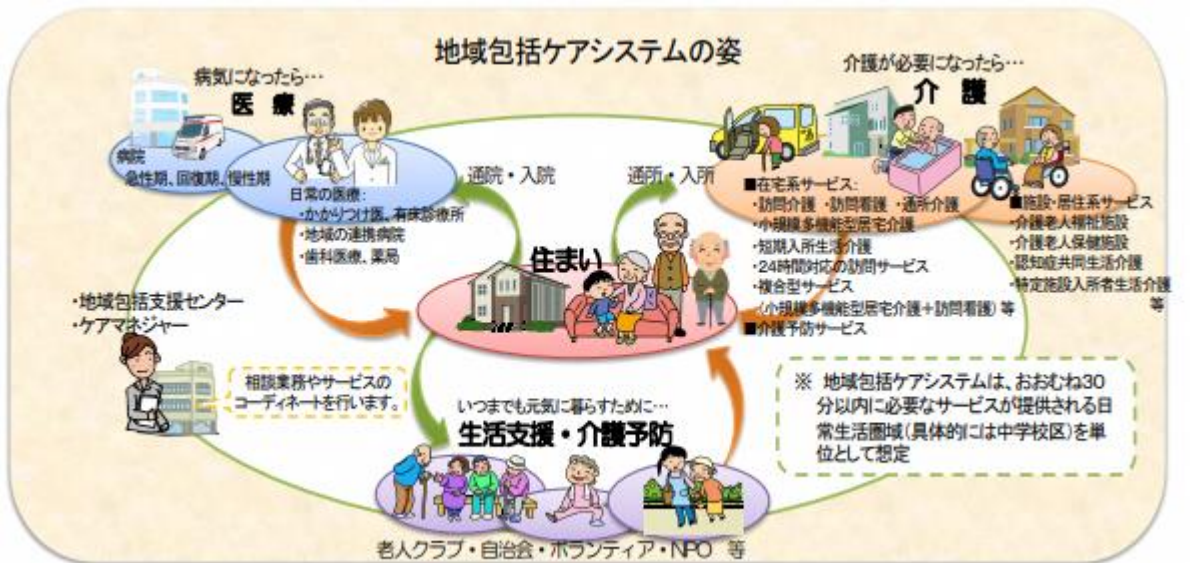 地域包括ケアシステムの姿
病気になったら…
医 療
病院
急性期、回復期、慢性期
日常の医療:
・かかりつけ医、有床診療所
・地域の連携病院
・歯科医療、薬局
通院・入院
通所・入所
介護が必要になったら…
介 護
■在宅系サービス:
・訪問介護 ・訪問看護 ・通所介護
・小規模多機能型居宅介護
・短期入所生活介護
・24時間対応の訪問サービス
・複合型サービス
(小規模多機能型居宅介護＋訪問看護) 等
■介護予防サービス
■施設・居住系サービス
・介護老人福祉施設
・介護老人保健施設
・認知症共同生活介護
・特定施設入所者生活介護
等
住まい
・地域包括支援センター
・ケアマネジャー
相談業務やサービスの
コーディネートを行います。
いつまでも元気に暮らすために…
生活支援・介護予防
老人クラブ・自治会・ボランティア・NPO 等
※ 地域包括ケアシステムは、おおむね30
分以内に必要なサービスが提供される日
常生活圏域(具体的には中学校区)を単
位として想定